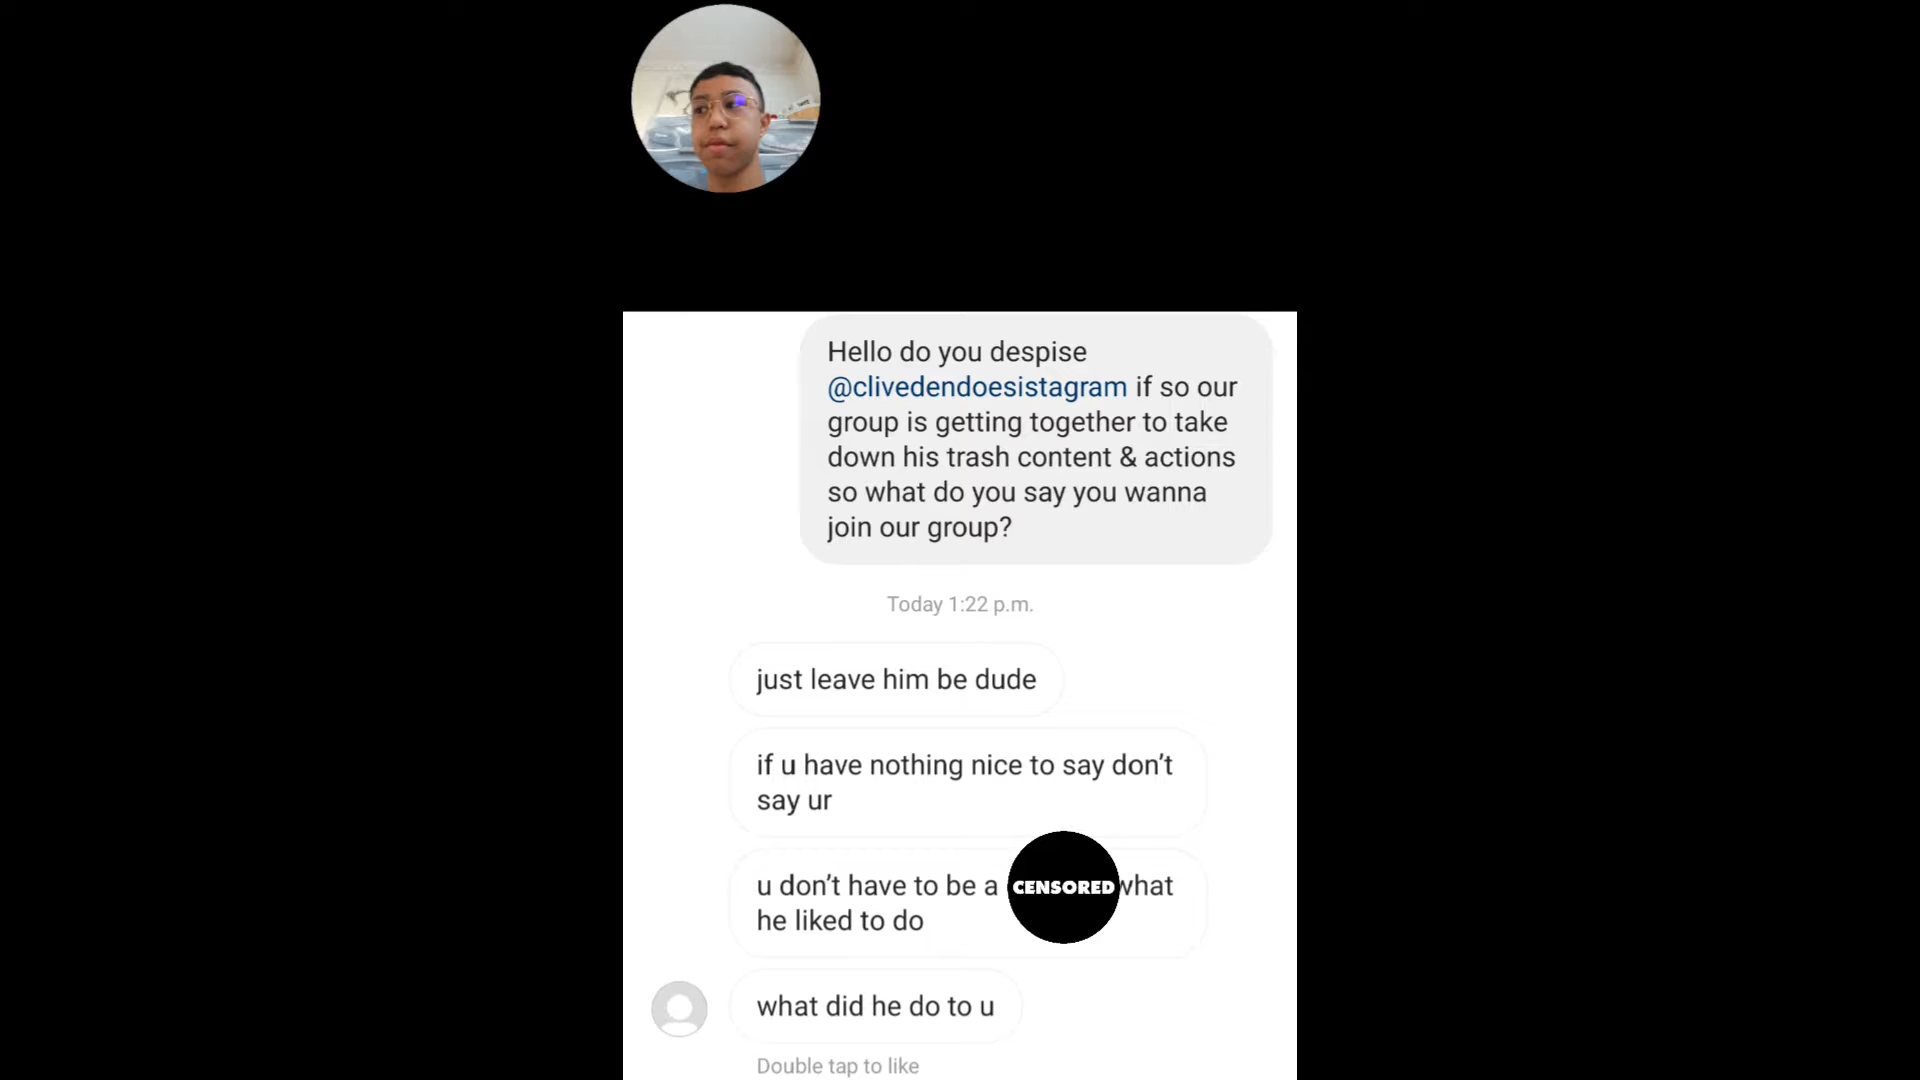 Hello do you despise
@clivedendoesistagram if so our
group is getting together to take
down his trash content & actions
so what do you say you wanna
join our group?
Today 1:22 p.m.
just leave him be dude
if u have nothing nice to say don’t
say ur
u don’t have to be a CENSORED what
he liked to do
what did he do to u
Double tap to like